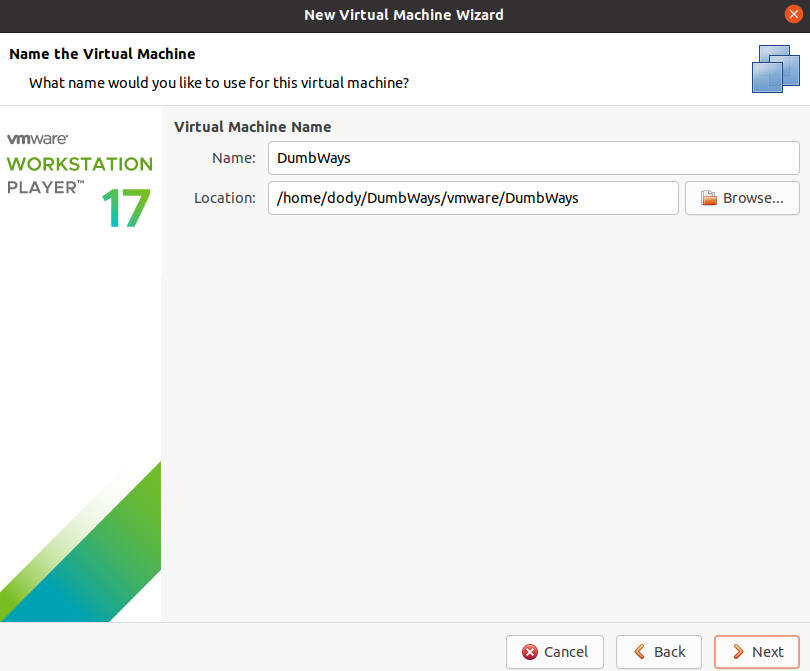 New Virtual Machine Wizard
Name the Virtual Machine
What name would you like to use for this virtual machine?
vmware®
WORKSTATION
PLAYER™
17
Virtual Machine Name
Name: DumbWays
Location: /home/dody/DumbWays/vmware/DumbWays Browse...
Cancel Back Next